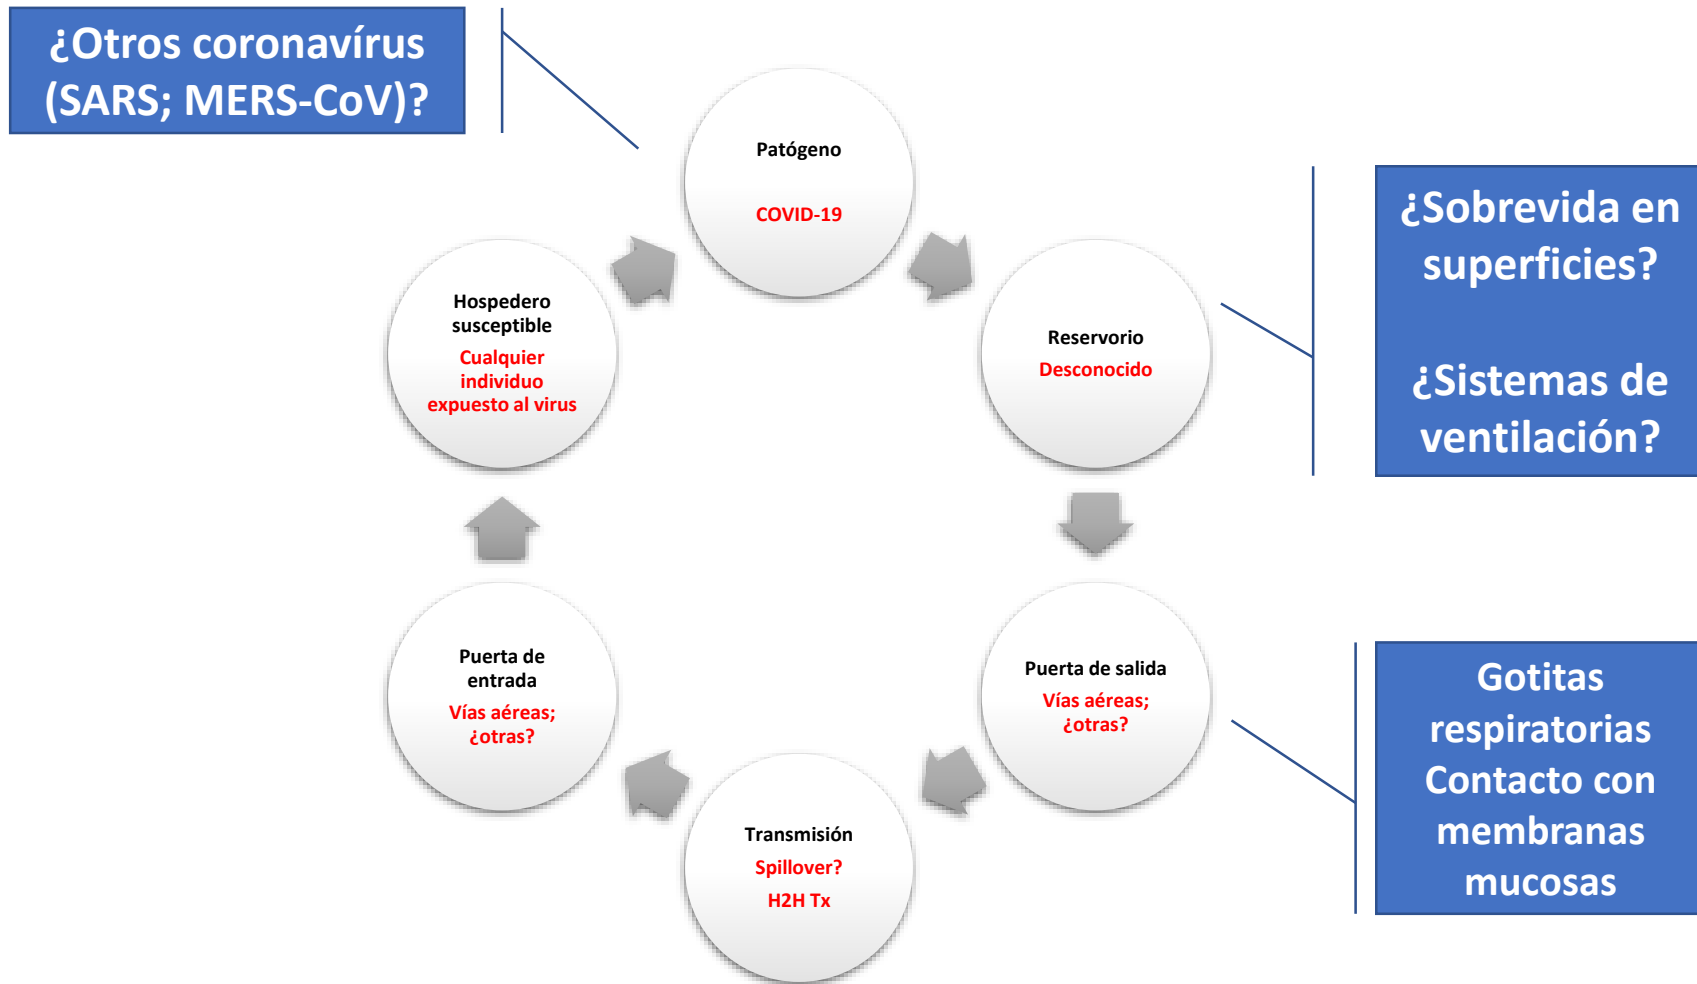 ¿Otros coronavírus
(SARS; MERS-CoV)?
Patógeno
COVID-19
¿Sobrevida en
superficies?
¿Sistemas de
ventilación?
Reservorio
Desconocido
Puerta de salida
Vías aéreas;
¿otras?
Gotitas
respiratorias
Contacto con
membranas
mucosas
Transmisión
Spillover?
H2H Tx
Puerta de
entrada
Vías aéreas;
¿otras?
Hospedero
susceptible
Cualquier
individuo
expuesto al virus